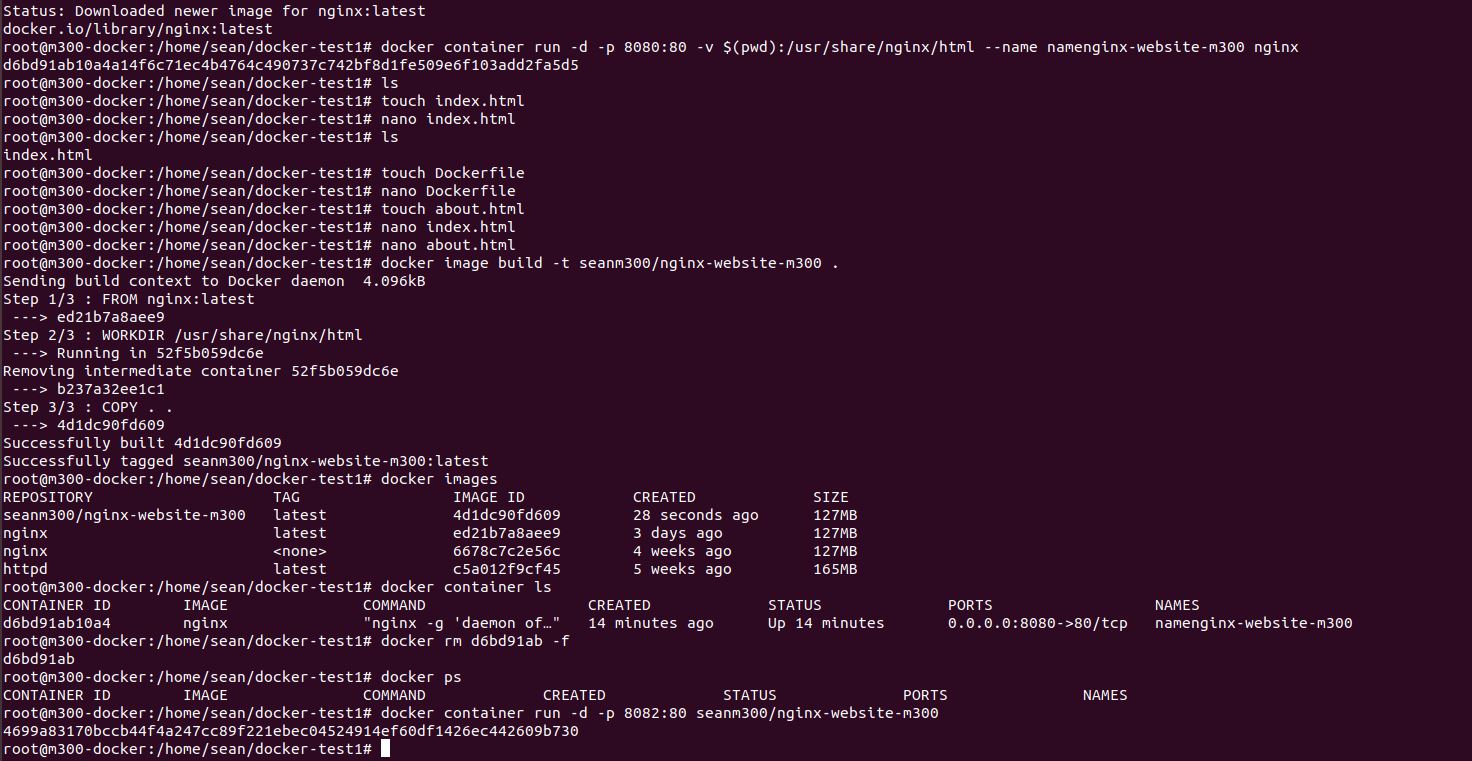 Status: Downloaded newer image for nginx:latest
docker.io/library/nginx:latest
root@m300-docker:/home/sean/docker-test1# docker container run -d -p 8080:80 -v $(pwd):/usr/share/nginx/html --name namenginx-website-m300 nginx
d6bd91ab10a4a14f6c71ec4b4764c490737c742bf8d1fe509e6f103add2fa5d5
root@m300-docker:/home/sean/docker-test1# ls
root@m300-docker:/home/sean/docker-test1# touch index.html
root@m300-docker:/home/sean/docker-test1# nano index.html
root@m300-docker:/home/sean/docker-test1# ls
index.html
root@m300-docker:/home/sean/docker-test1# touch Dockerfile
root@m300-docker:/home/sean/docker-test1# nano Dockerfile
root@m300-docker:/home/sean/docker-test1# touch about.html
root@m300-docker:/home/sean/docker-test1# nano index.html
root@m300-docker:/home/sean/docker-test1# nano about.html
root@m300-docker:/home/sean/docker-test1# docker image build -t seanm300/nginx-website-m300 .
Sending build context to Docker daemon  4.096kB
Step 1/3 : FROM nginx:latest
 ---> ed21b7a8aee9
Step 2/3 : WORKDIR /usr/share/nginx/html
 ---> Running in 52f5b059dc6e
Removing intermediate container 52f5b059dc6e
 ---> b237a32ee1c1
Step 3/3 : COPY . .
 ---> 4d1dc90fd609
Successfully built 4d1dc90fd609
Successfully tagged seanm300/nginx-website-m300:latest
root@m300-docker:/home/sean/docker-test1# docker images
REPOSITORY                    TAG                 IMAGE ID            CREATED             SIZE
seanm300/nginx-website-m300   latest              4d1dc90fd609        28 seconds ago      127MB
nginx                         latest              ed21b7a8aee9        3 days ago          127MB
nginx                         <none>              6678c7c2e56c        4 weeks ago         127MB
httpd                         latest              c5a012f9cf45        5 weeks ago         165MB
root@m300-docker:/home/sean/docker-test1# docker container ls
CONTAINER ID        IMAGE               COMMAND                  CREATED             STATUS              PORTS                  NAMES
d6bd91ab10a4        nginx               "nginx -g 'daemon of…"   14 minutes ago      Up 14 minutes       0.0.0.0:8080->80/tcp   namenginx-website-m300
root@m300-docker:/home/sean/docker-test1# docker rm d6bd91ab -f
d6bd91ab
root@m300-docker:/home/sean/docker-test1# docker ps
CONTAINER ID        IMAGE               COMMAND             CREATED             STATUS              PORTS               NAMES
root@m300-docker:/home/sean/docker-test1# docker container run -d -p 8082:80 seanm300/nginx-website-m300
4699a83170bccb44f4a247cc89f221ebec04524914ef60df1426ec442609b730
root@m300-docker:/home/sean/docker-test1#